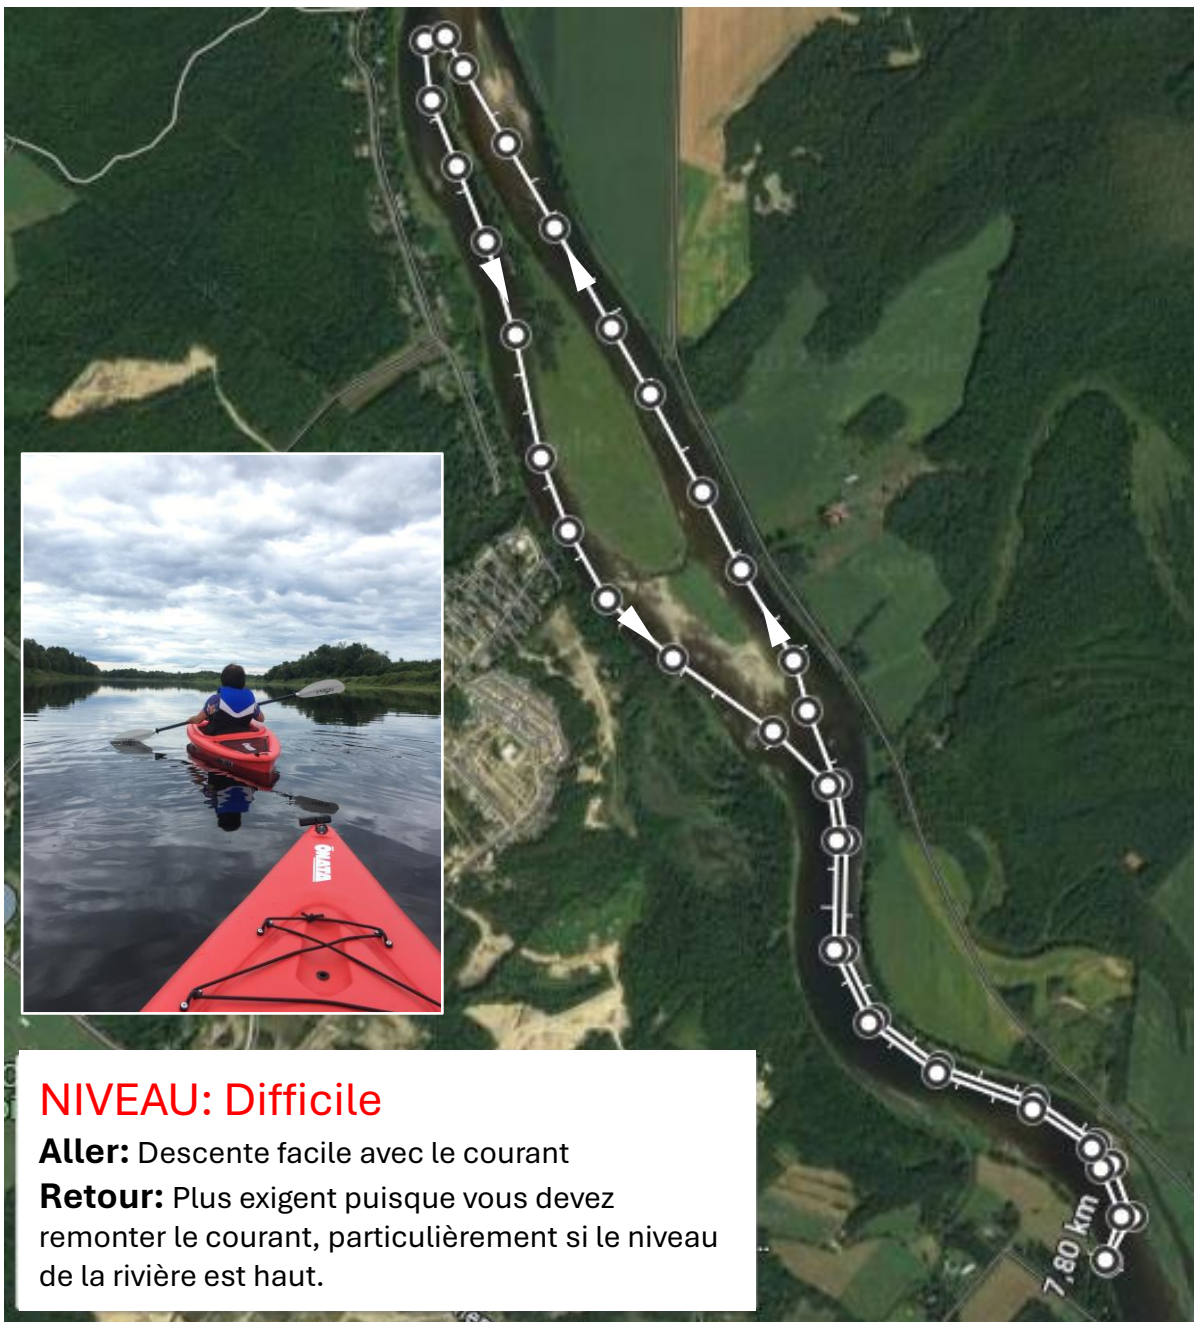 ÖNATA
NIVEAU: Difficile
Aller: Descente facile avec le courant
Retour: Plus exigent puisque vous devez
remonter le courant, particulièrement si le niveau
de la rivière est haut.
7,80 km